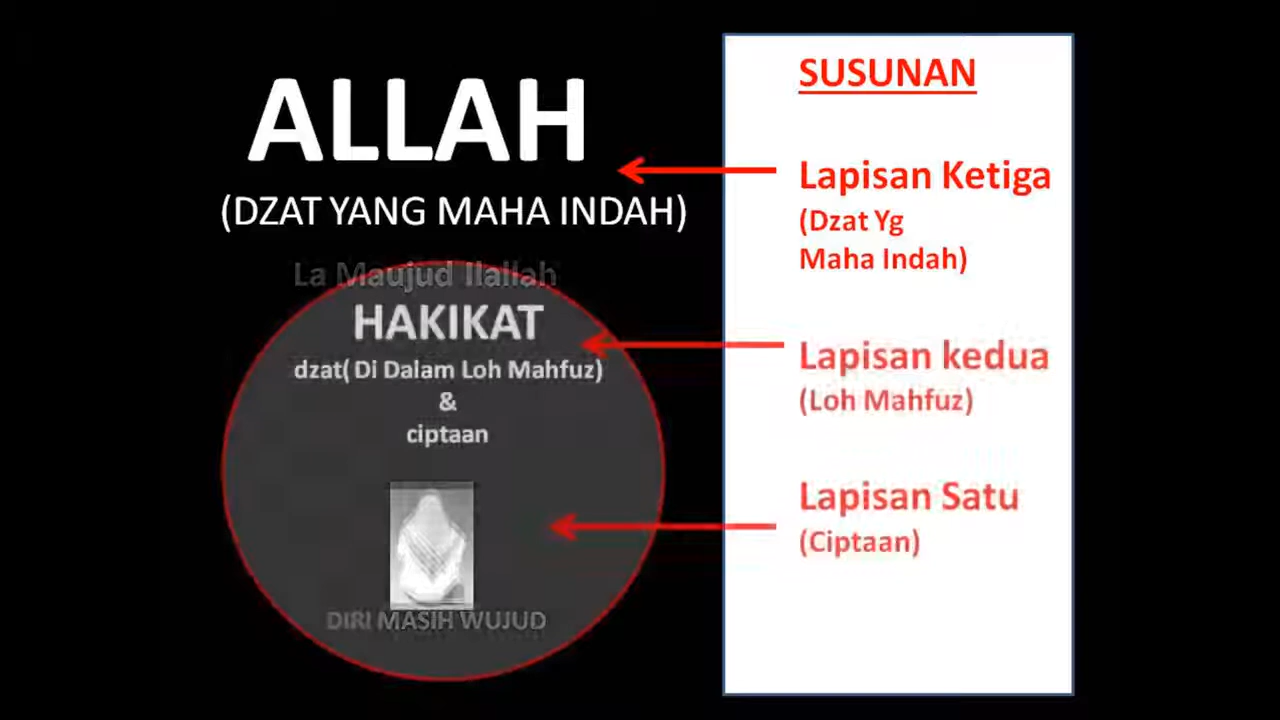 ALLAH
(DZAT YANG MAHA INDAH)
La Maujud Ilallah
HAKIKAT
dzat( Di Dalam Loh Mahfuz)
&
ciptaan
DIRI MASIH WUJUD
SUSUNAN
Lapisan Ketiga
(Dzat Yg
Maha Indah)
Lapisan kedua
(Loh Mahfuz)
Lapisan Satu
(Ciptaan)